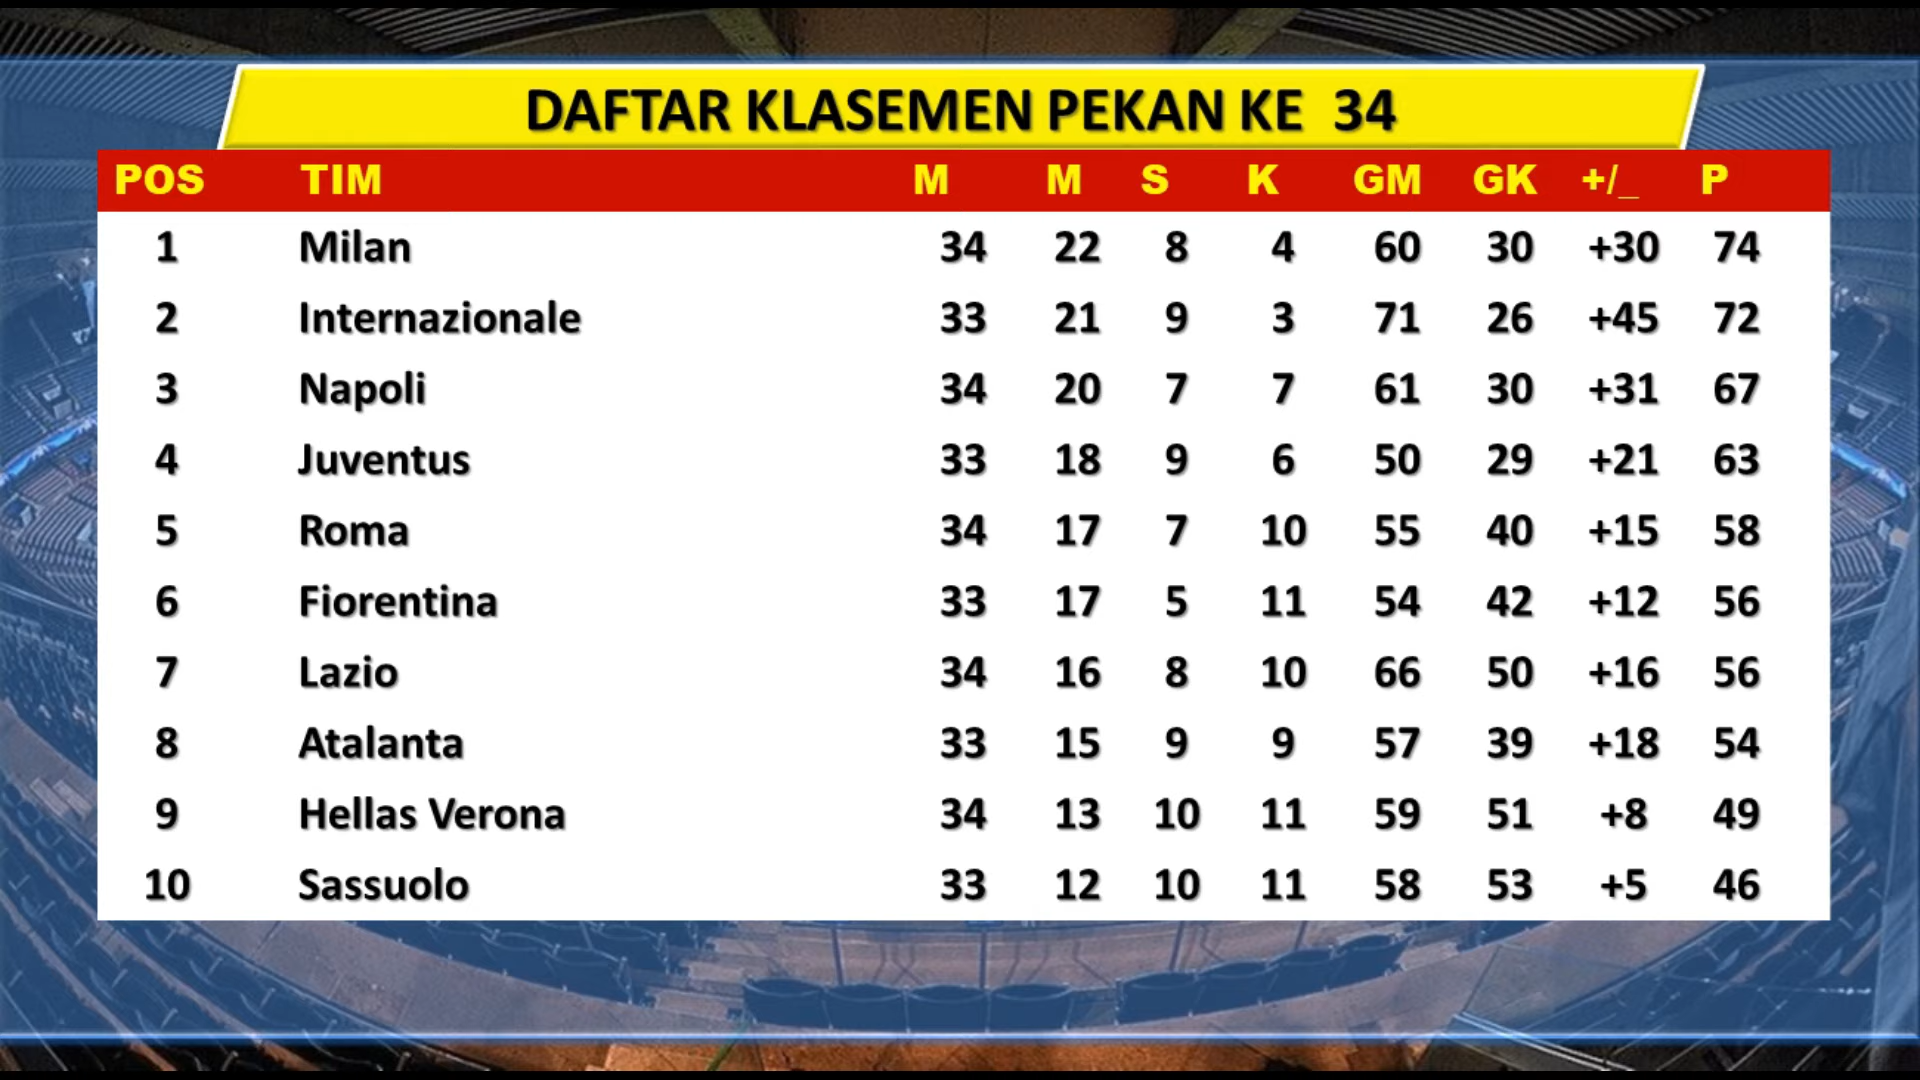 DAFTAR KLASEMEN PEKAN KE 34
POS TIM M M S K GM GK +/_ P
1 Milan 34 22 8 4 60 30 +30 74
2 Internazionale 33 21 9 3 71 26 +45 72
3 Napoli 34 20 7 7 61 30 +31 67
4 Juventus 33 18 9 6 50 29 +21 63
5 Roma 34 17 7 10 55 40 +15 58
6 Fiorentina 33 17 5 11 54 42 +12 56
7 Lazio 34 16 8 10 66 50 +16 56
8 Atalanta 33 15 9 9 57 39 +18 54
9 Hellas Verona 34 13 10 11 59 51 +8 49
10 Sassuolo 33 12 10 11 58 53 +5 46